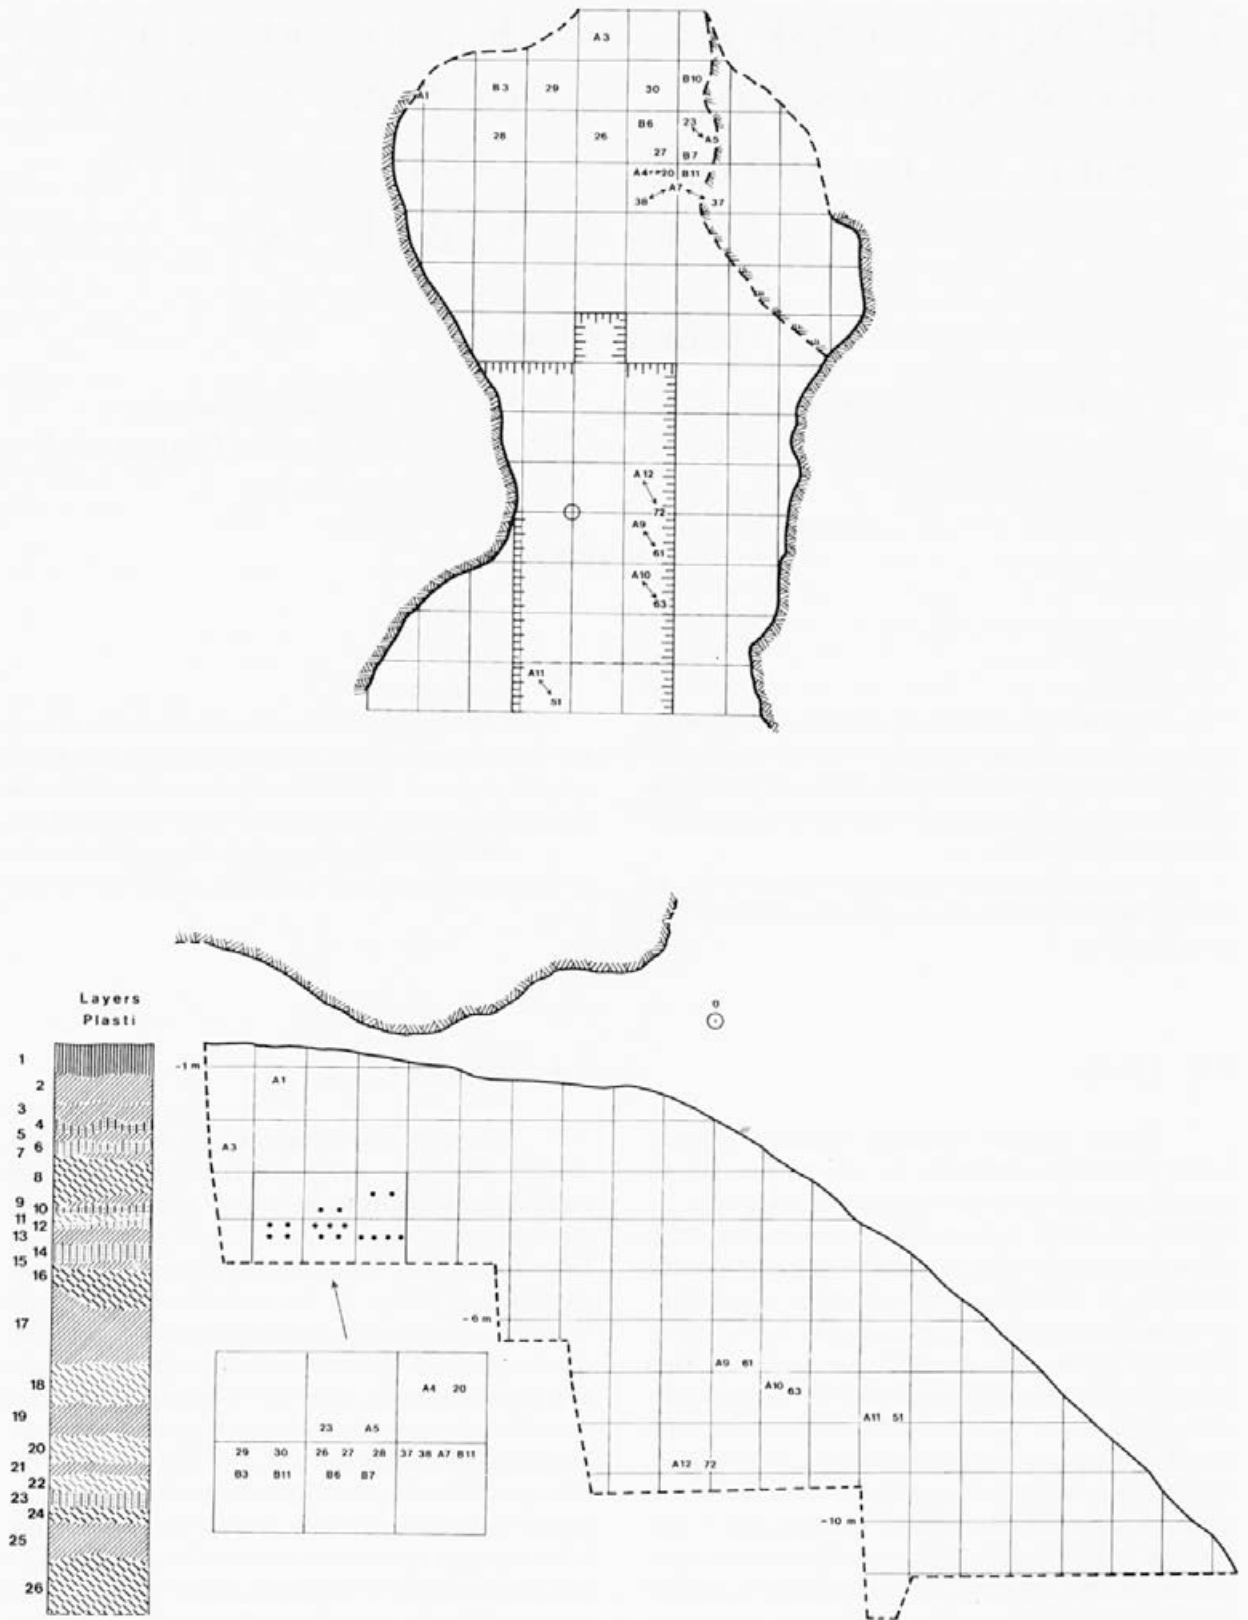 A3
A1 B3 29 30 B10
28 26 B6 23 A5
27 B7
A4 20 B11
A7
38 37
A12
72
A9
61
A10
63
A11
51
0
Layers
Plasti
1
2
3
4
5
6
7
8
9
10
11
12
13
14
15
16
17
18
19
20
21
22
23
24
25
26
-1 m
A1
A3
-6 m
A9 61
A10 63
A11 51
A12 72
-10 m
A4 20
23 A5
29 30 26 27 28 37 38 A7 B11
B3 B11 B6 B7